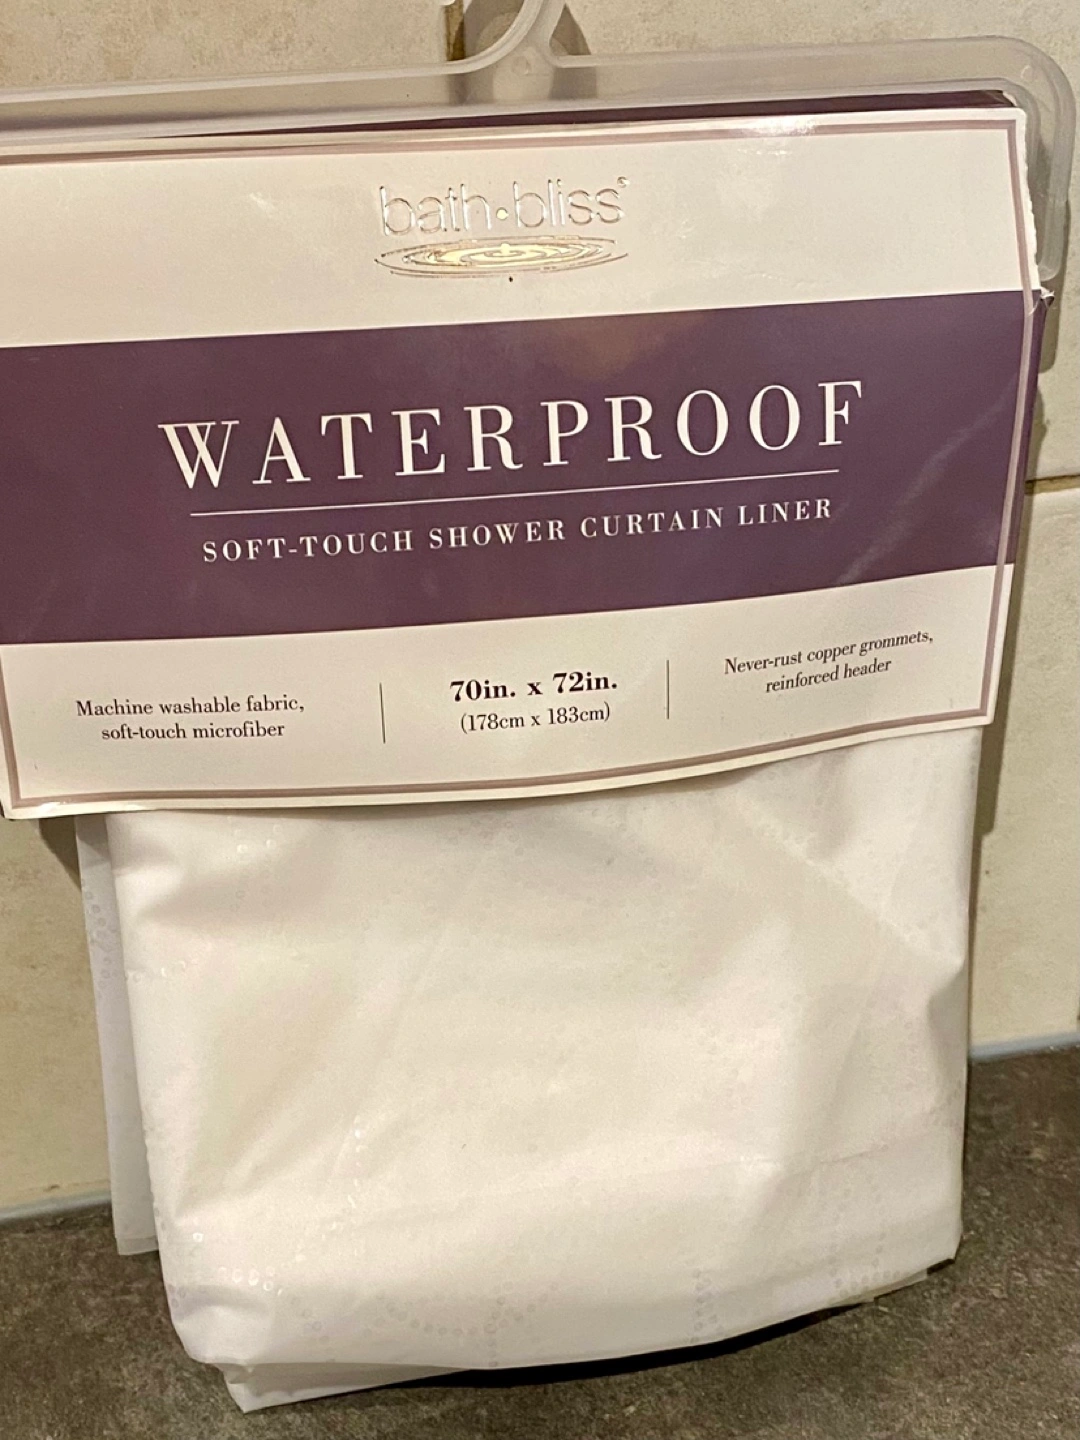 bath•bliss®
WATERPROOF
SOFT-TOUCH SHOWER CURTAIN LINER
Machine washable fabric,
soft-touch microfiber
70in. x 72in.
(178cm x 183cm)
Never-rust copper grommets,
reinforced header